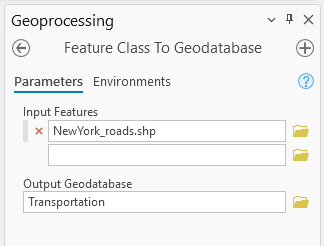 Geoprocessing
Feature Class To Geodatabase
Parameters Environments
Input Features
NewYork_roads.shp
Output Geodatabase
Transportation